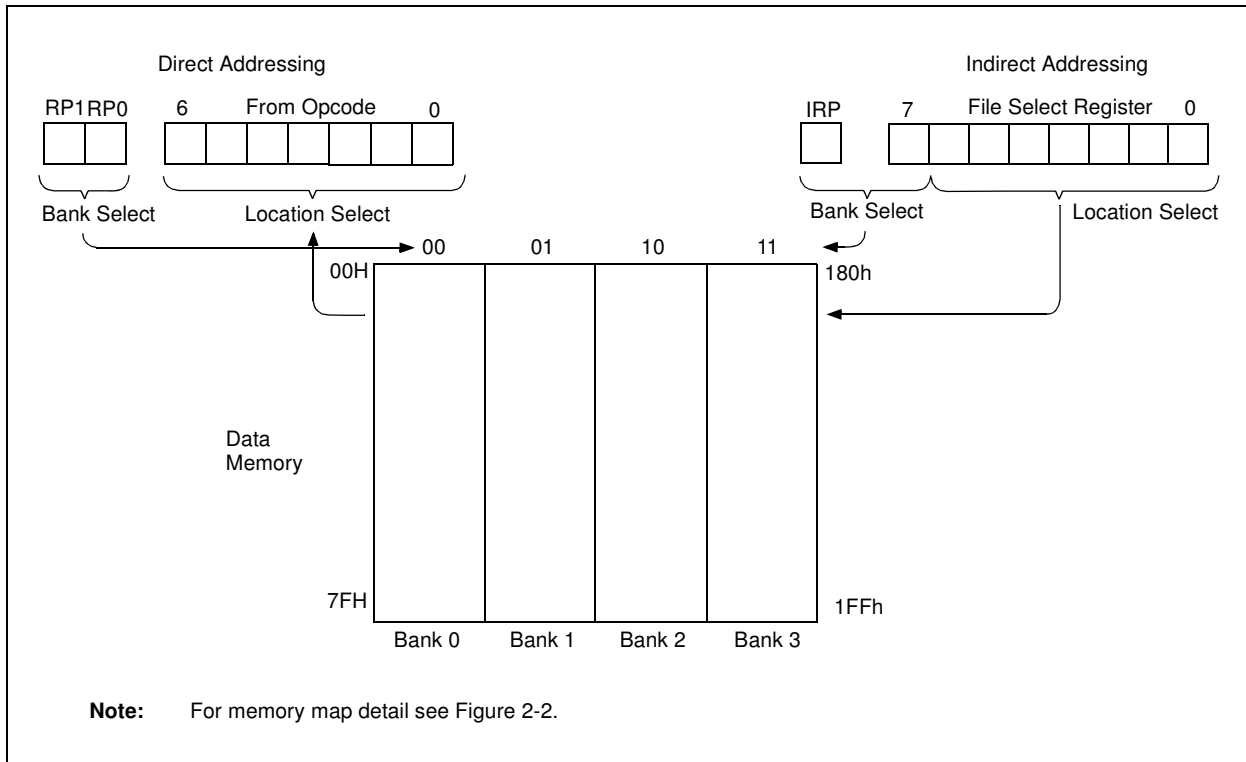 Direct Addressing
Indirect Addressing
RP1RP0 6 From Opcode 0
IRP 7 File Select Register 0
Bank Select Location Select
Bank Select Location Select
00 01 10 11
00H 180h
Data
Memory
7FH 1FFh
Bank 0 Bank 1 Bank 2 Bank 3
Note: For memory map detail see Figure 2-2.